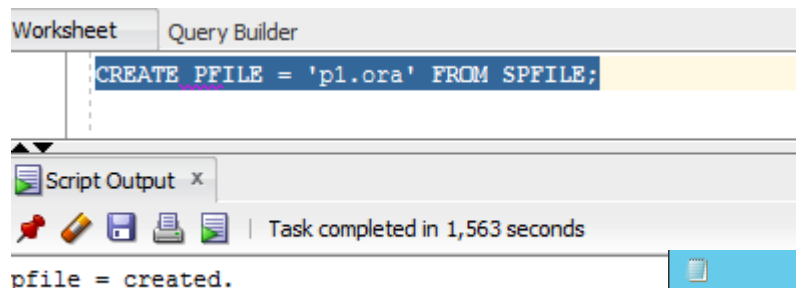 Worksheet Query Builder
CREATE PFILE = 'p1.ora' FROM SPFILE;
Script Output x
Task completed in 1,563 seconds
pfile = created.